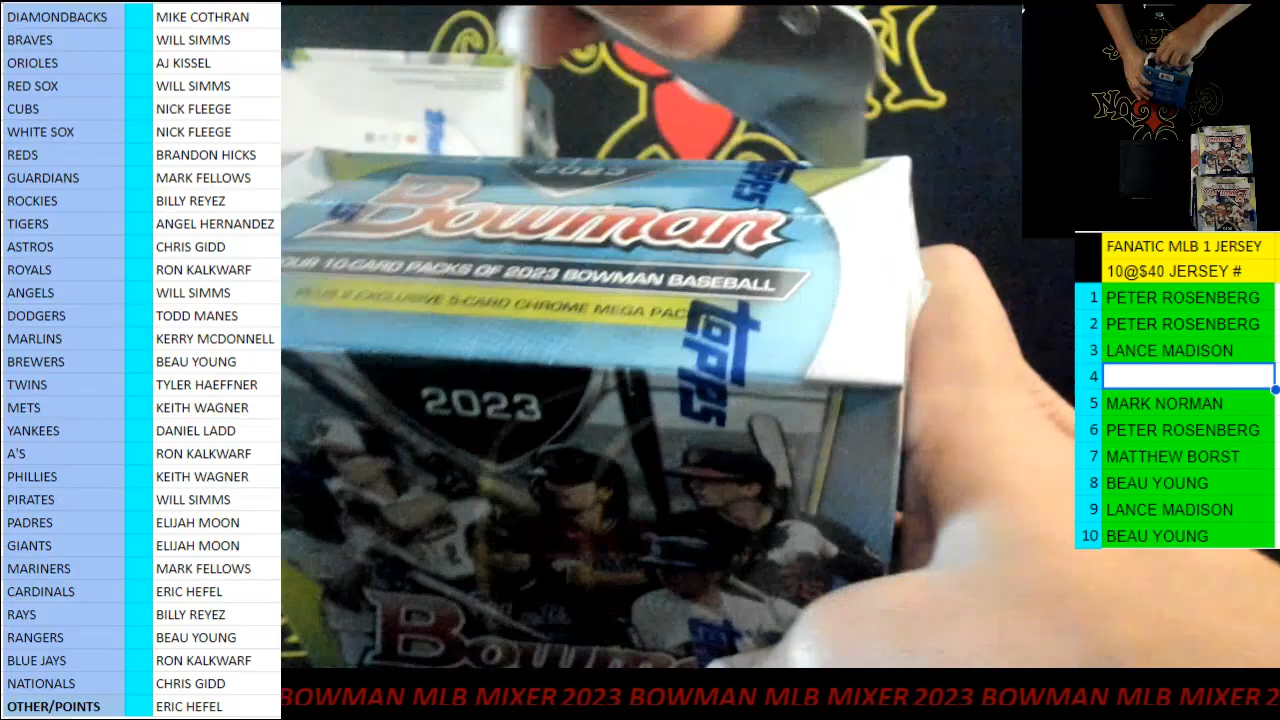 DIAMONDBACKS MIKE COTHRAN
BRAVES WILL SIMMS
ORIOLES AJ KISSEL
RED SOX WILL SIMMS
CUBS NICK FLEEGE
WHITE SOX NICK FLEEGE
REDS BRANDON HICKS
GUARDIANS MARK FELLOWS
ROCKIES BILLY REYEZ
TIGERS ANGEL HERNANDEZ
ASTROS CHRIS GIDD
ROYALS RON KALKWARF
ANGELS WILL SIMMS
DODGERS TODD MANES
MARLINS KERRY MCDONNELL
BREWERS BEAU YOUNG
TWINS TYLER HAEFFNER
METS KEITH WAGNER
YANKEES DANIEL LADD
A'S RON KALKWARF
PHILLIES KEITH WAGNER
PIRATES WILL SIMMS
PADRES ELIJAH MOON
GIANTS ELIJAH MOON
MARINERS MARK FELLOWS
CARDINALS ERIC HEFEL
RAYS BILLY REYEZ
RANGERS BEAU YOUNG
BLUE JAYS RON KALKWARF
NATIONALS CHRIS GIDD
OTHER/POINTS ERIC HEFEL
2023
topps
Bowman
10-CARD PACKS OF 2023 BOWMAN BASEBALL
PLUS 2 EXCLUSIVE 5-CARD CHROME MEGA
topps
2023
Bowman
FANATIC MLB 1 JERSEY
10@$40 JERSEY #
1 PETER ROSENBERG
2 PETER ROSENBERG
3 LANCE MADISON
4
5 MARK NORMAN
6 PETER ROSENBERG
7 MATTHEW BORST
8 BEAU YOUNG
9 LANCE MADISON
10 BEAU YOUNG
BOWMAN MLB MIXER 2023 BOWMAN MLB MIXER 2023 BOWMAN MLB MIXER 2